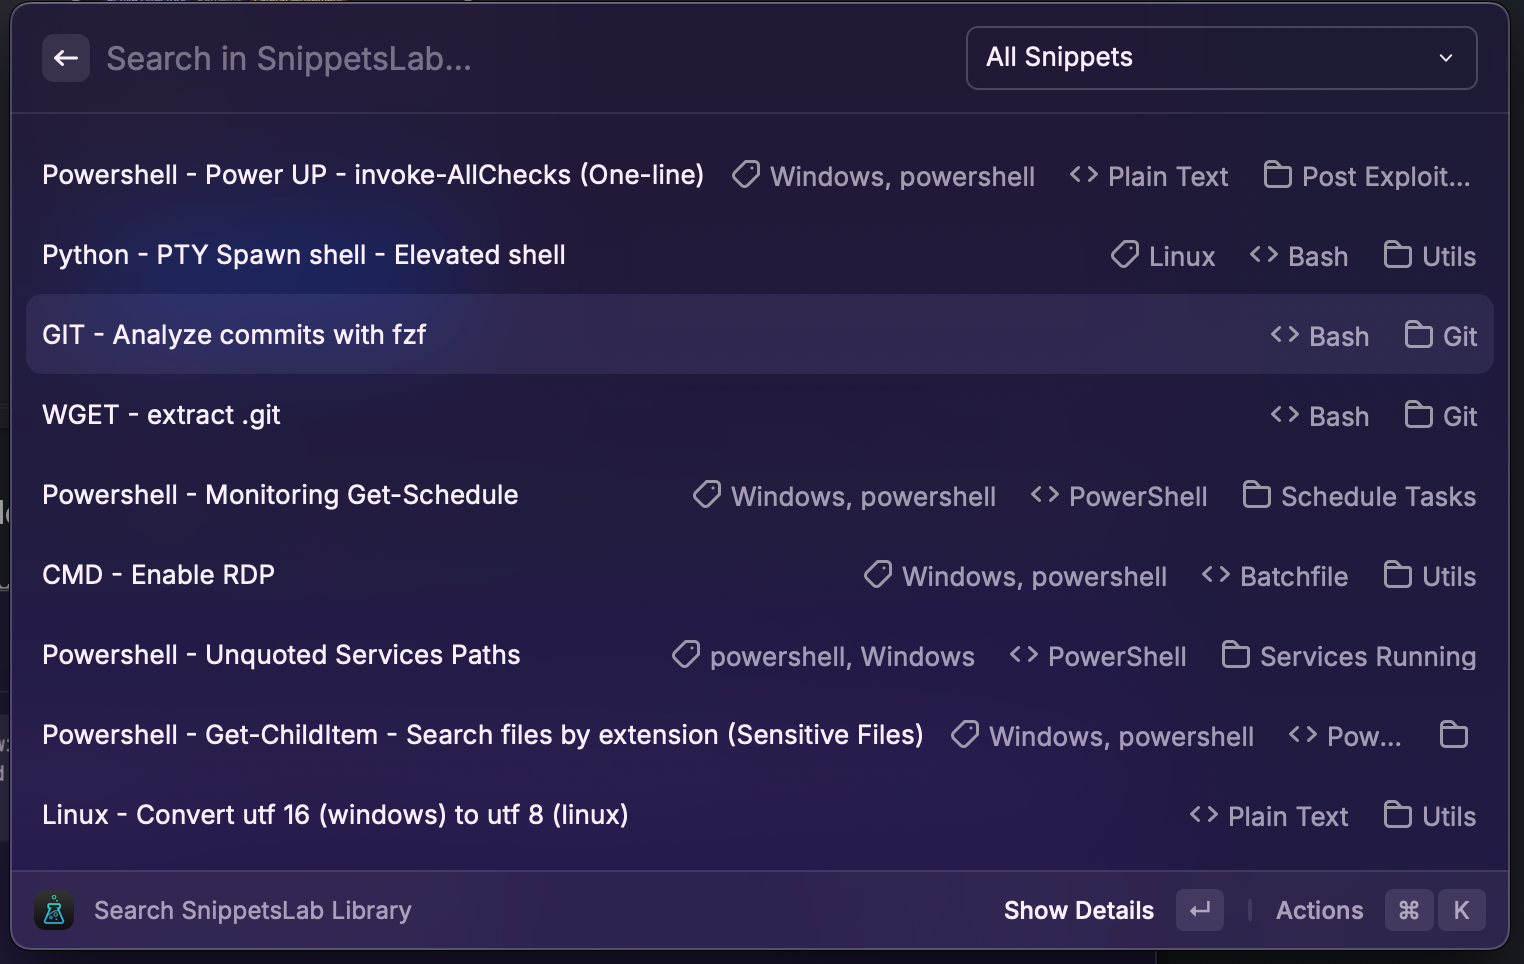 Search in SnippetsLab...
All Snippets
Powershell - Power UP - invoke-AllChecks (One-line) Windows, powershell <> Plain Text Post Exploit...
Python - PTY Spawn shell - Elevated shell Linux <> Bash Utils
GIT - Analyze commits with fzf <> Bash Git
WGET - extract .git <> Bash Git
Powershell - Monitoring Get-Schedule Windows, powershell <> PowerShell Schedule Tasks
CMD - Enable RDP Windows, powershell <> Batchfile Utils
Powershell - Unquoted Services Paths powershell, Windows <> PowerShell Services Running
Powershell - Get-ChildItem - Search files by extension (Sensitive Files) Windows, powershell <> Pow...
Linux - Convert utf 16 (windows) to utf 8 (linux) <> Plain Text Utils
Search SnippetsLab Library Show Details ↵ | Actions ⌘ K